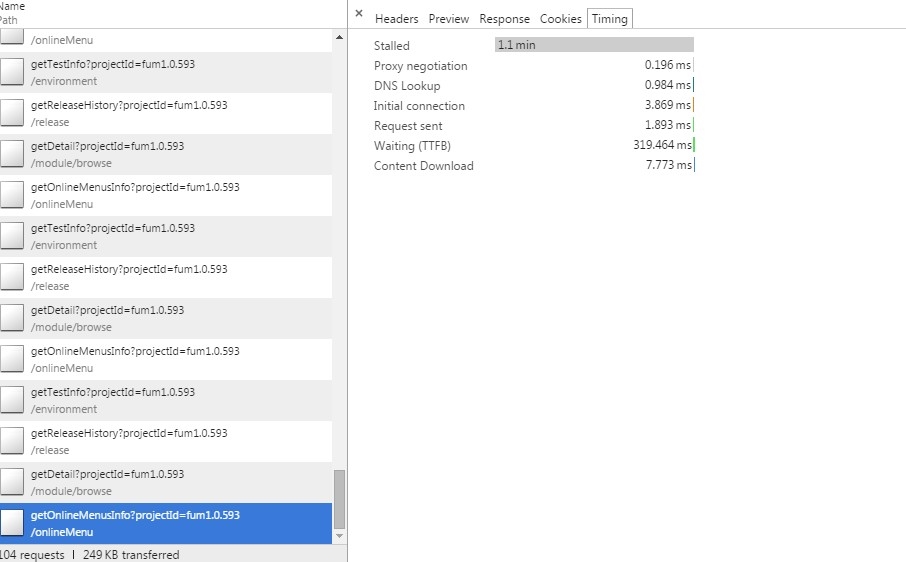 Name
Path
/onlineMenu
getTestInfo?projectId=fum1.0.593
/environment
getReleaseHistory?projectId=fum1.0.593
/release
getDetail?projectId=fum1.0.593
/module/browse
getOnlineMenusInfo?projectId=fum1.0.593
/onlineMenu
getTestInfo?projectId=fum1.0.593
/environment
getReleaseHistory?projectId=fum1.0.593
/release
getDetail?projectId=fum1.0.593
/module/browse
getOnlineMenusInfo?projectId=fum1.0.593
/onlineMenu
getTestInfo?projectId=fum1.0.593
/environment
getReleaseHistory?projectId=fum1.0.593
/release
getDetail?projectId=fum1.0.593
/module/browse
getOnlineMenusInfo?projectId=fum1.0.593
/onlineMenu
104 requests | 249 KB transferred
× Headers Preview Response Cookies Timing
Stalled 1.1 min
Proxy negotiation 0.196 ms
DNS Lookup 0.984 ms
Initial connection 3.869 ms
Request sent 1.893 ms
Waiting (TTFB) 319.464 ms
Content Download 7.773 ms